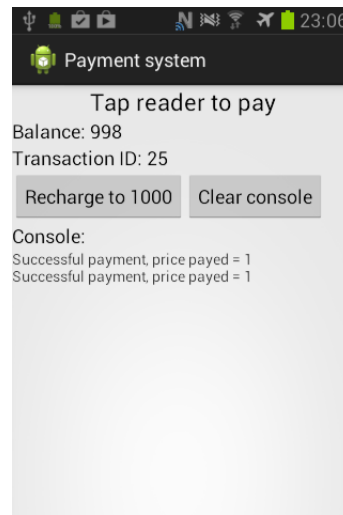 23:06
Payment system
Tap reader to pay
Balance: 998
Transaction ID: 25
Recharge to 1000 Clear console
Console:
Successful payment, price payed = 1
Successful payment, price payed = 1